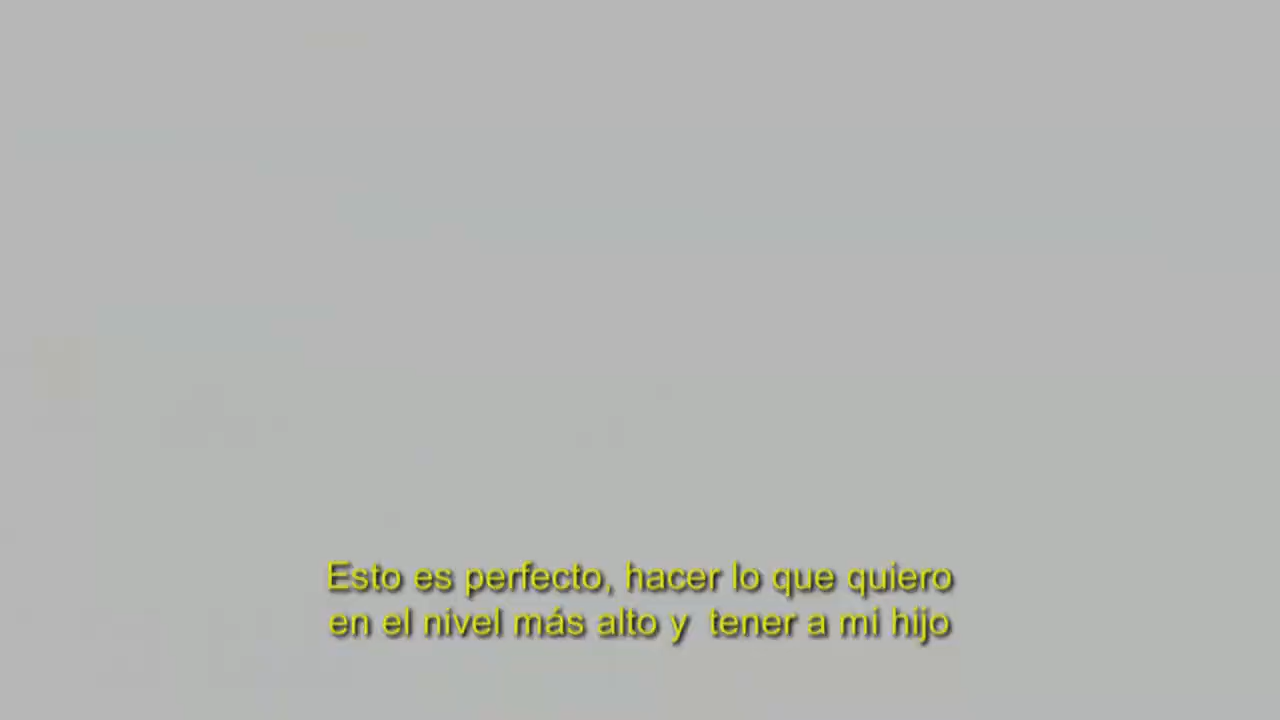 Esto es perfecto, hacer lo que quiero
en el nivel más alto y  tener a mi hijo